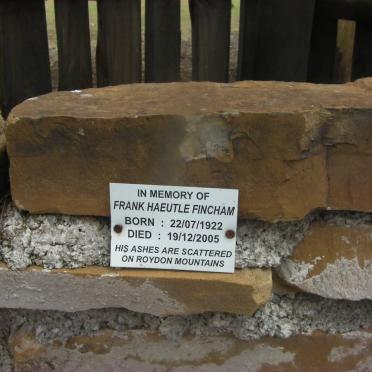 IN MEMORY OF
FRANK HAEUTLE FINCHAM
BORN : 22/07/1922
DIED : 19/12/2005
HIS ASHES ARE SCATTERED
ON ROYDON MOUNTAINS